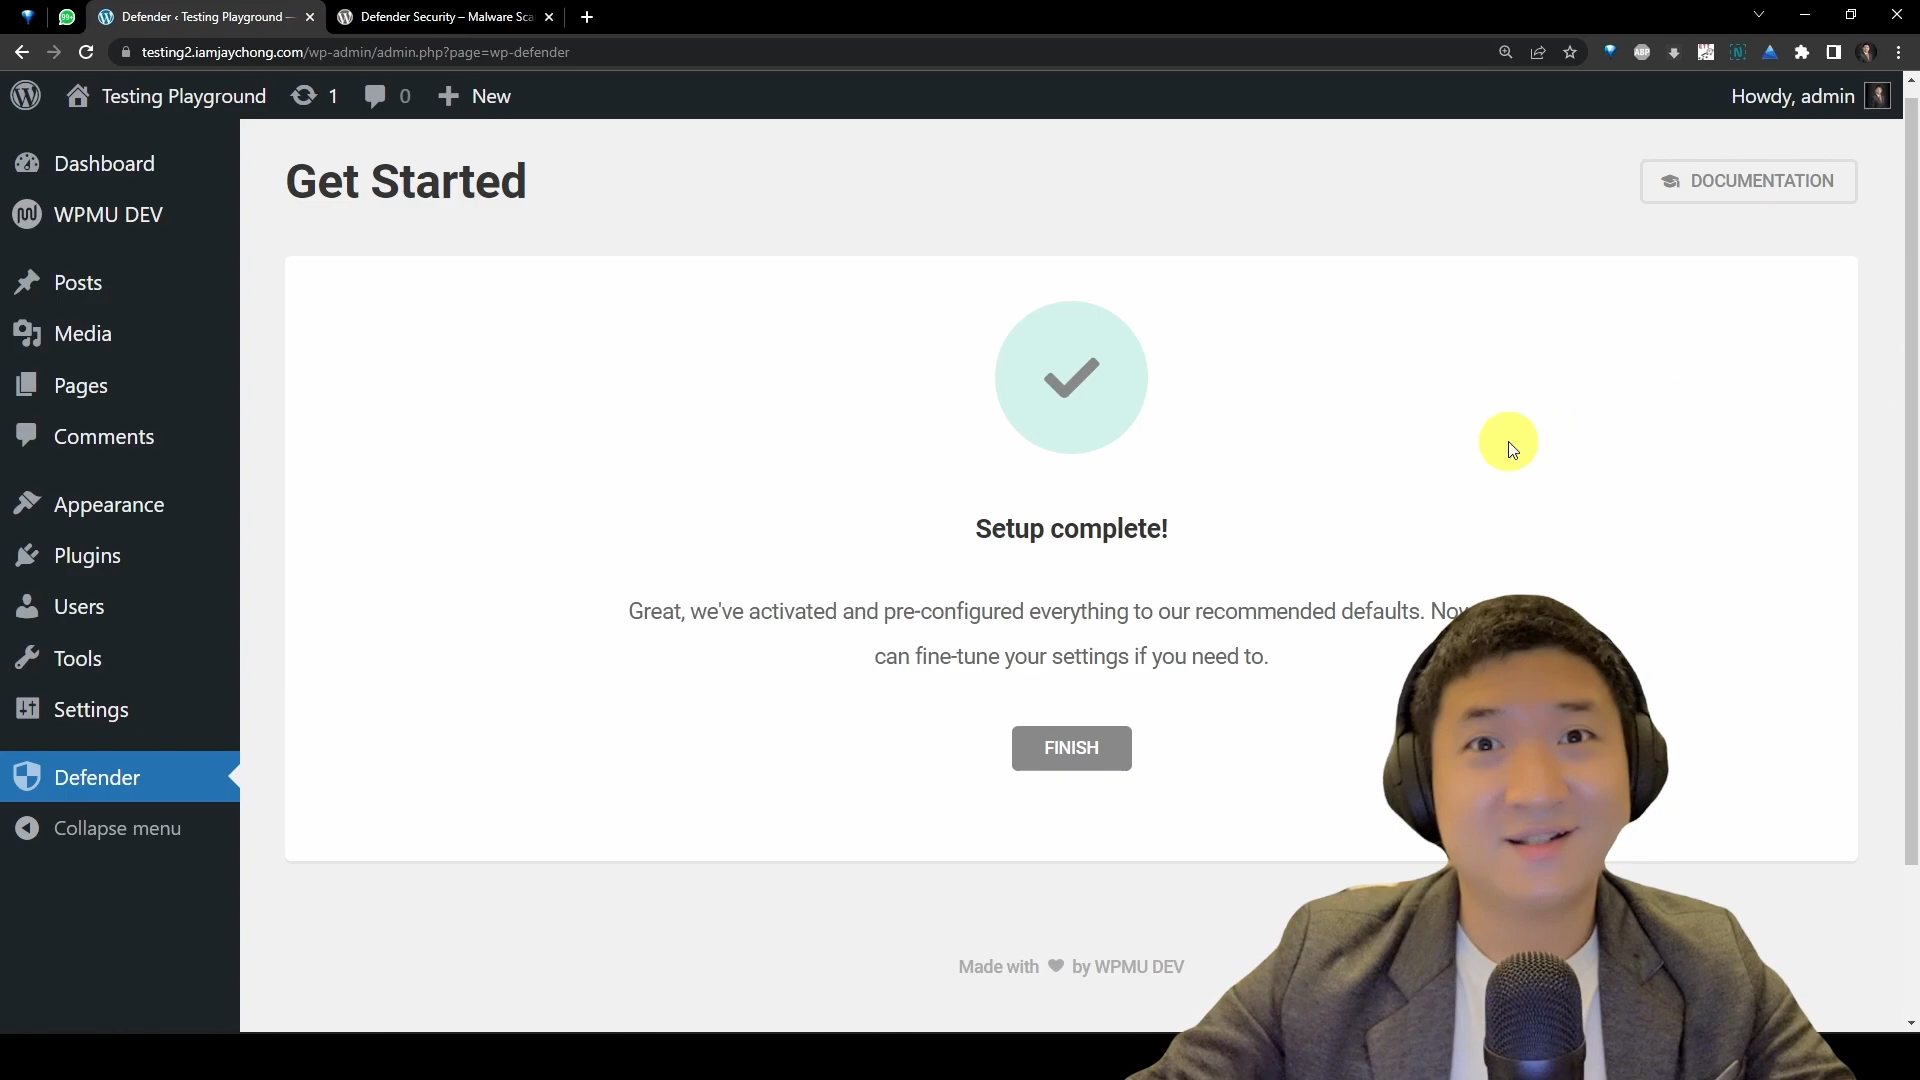 Defender ‹ Testing Playground —
Defender Security – Malware Sca
testing2.iamjaychong.com/wp-admin/admin.php?page=wp-defender
ABP
Testing Playground
1
0
New
Howdy, admin
Dashboard
WPMU DEV
Posts
Media
Pages
Comments
Appearance
Plugins
Users
Tools
Settings
Defender
Collapse menu
Get Started
DOCUMENTATION
Setup complete!
Great, we've activated and pre-configured everything to our recommended defaults.
can fine-tune your settings if you need to.
FINISH
Made with by WPMU DEV